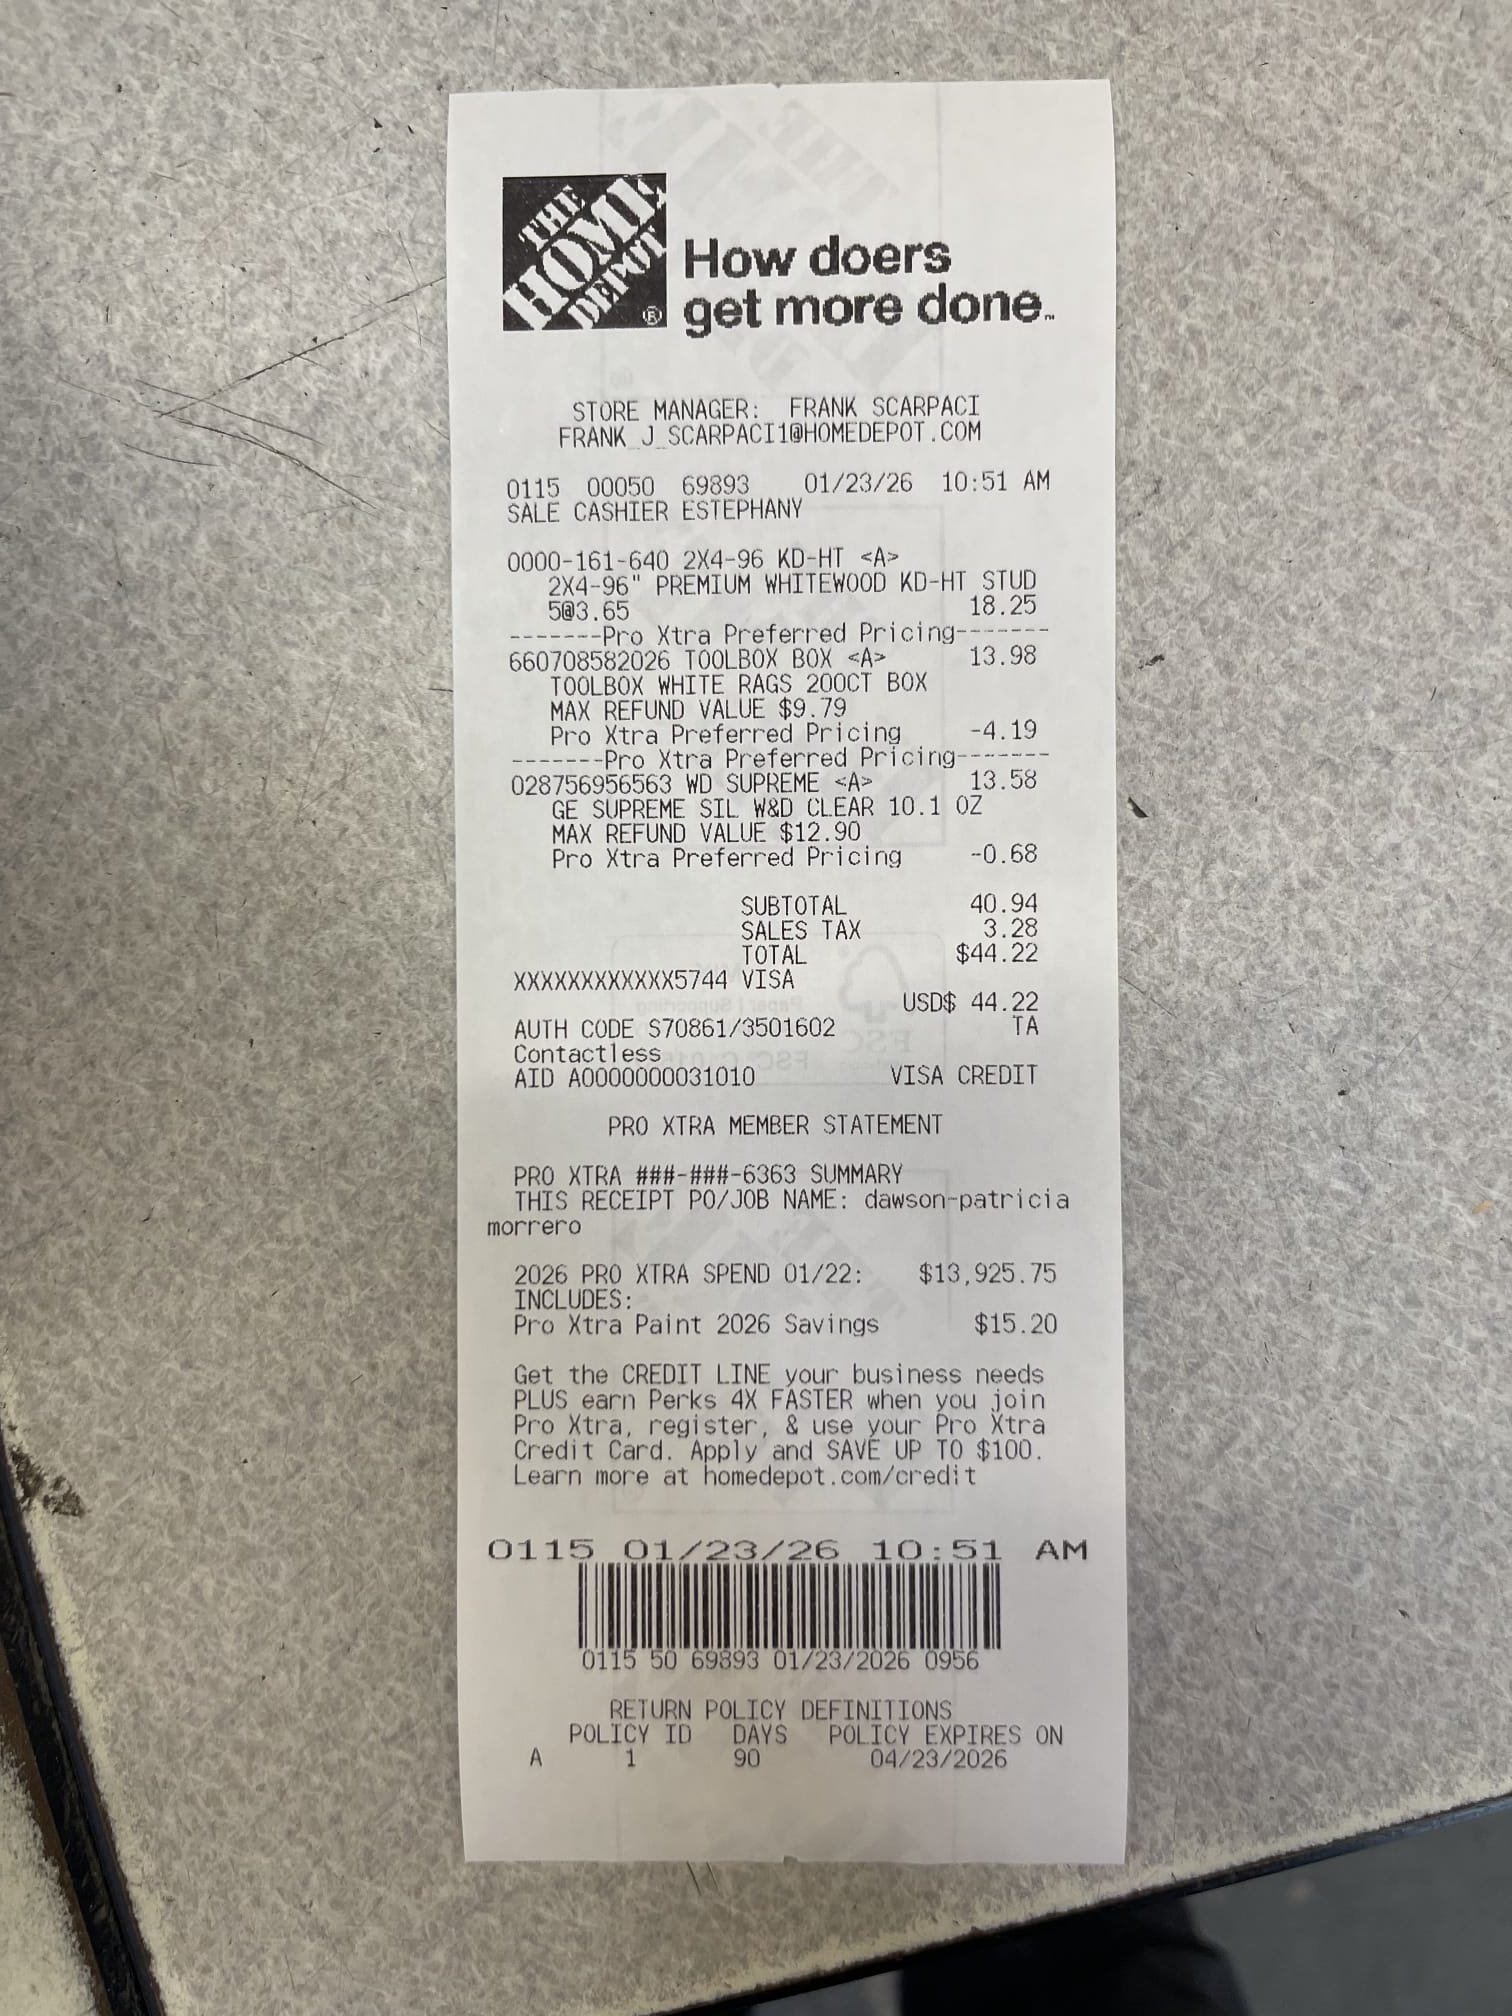 THE
HOME
DEPOT
®
How doers
get more done™
STORE MANAGER: FRANK SCARPACI
FRANK_J_SCARPACI1@HOMEDEPOT.COM
0115 00050 69893 01/23/26 10:51 AM
SALE CASHIER ESTEPHANY
0000-161-640 2X4-96 KD-HT <A>
2X4-96" PREMIUM WHITEWOOD KD-HT STUD
5@3.65 18.25
-------Pro Xtra Preferred Pricing-------
660708582026 TOOLBOX BOX <A> 13.98
TOOLBOX WHITE RAGS 200CT BOX
MAX REFUND VALUE $9.79
Pro Xtra Preferred Pricing -4.19
-------Pro Xtra Preferred Pricing-------
028756956563 WD SUPREME <A> 13.58
GE SUPREME SIL W&D CLEAR 10.1 OZ
MAX REFUND VALUE $12.90
Pro Xtra Preferred Pricing -0.68
SUBTOTAL 40.94
SALES TAX 3.28
TOTAL $44.22
XXXXXXXXXXXX5744 VISA
USD$ 44.22
AUTH CODE S70861/3501602 TA
Contactless
AID A0000000031010 VISA CREDIT
PRO XTRA MEMBER STATEMENT
PRO XTRA ###-###-6363 SUMMARY
THIS RECEIPT PO/JOB NAME: dawson-patricia
morrero
2026 PRO XTRA SPEND 01/22: $13,925.75
INCLUDES:
Pro Xtra Paint 2026 Savings $15.20
Get the CREDIT LINE your business needs
PLUS earn Perks 4X FASTER when you join
Pro Xtra, register, & use your Pro Xtra
Credit Card. Apply and SAVE UP TO $100.
Learn more at homedepot.com/credit
0115 01/23/26 10:51 AM
0115 50 69893 01/23/2026 0956
RETURN POLICY DEFINITIONS
POLICY ID DAYS POLICY EXPIRES ON
A 1 90 04/23/2026